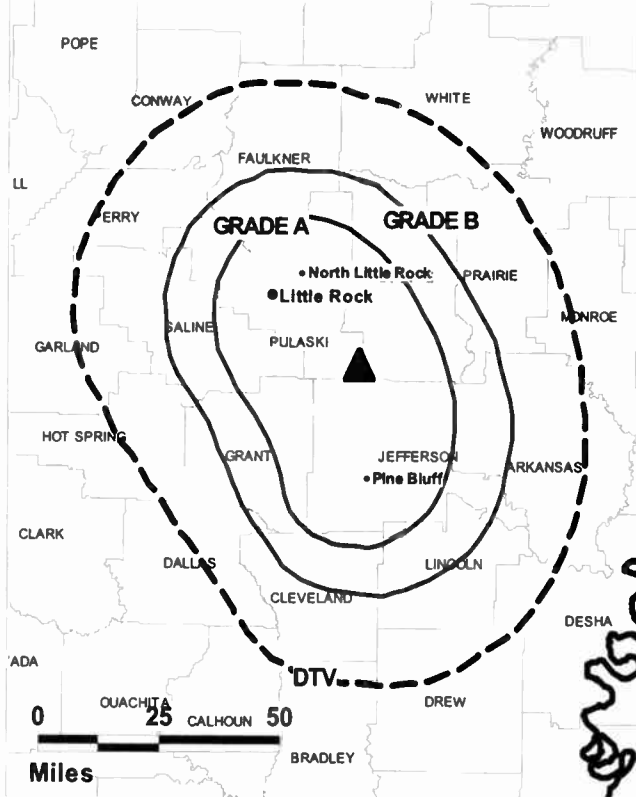 POPE
CONWAY
WHITE
WOODRUFF
FAULKNER
LL
ERRY
GRADE A
GRADE B
North Little Rock
PRAIRIE
Little Rock
SALINE
MONROE
PULASKI
GARLAND
HOT SPRING
GRANT
JEFFERSON
ARKANSAS
Pine Bluff
CLARK
DALLAS
LINCOLN
CLEVELAND
DESHA
ADA
DTV
OUACHITA
DREW
0 25 50
CALHOUN
BRADLEY
Miles